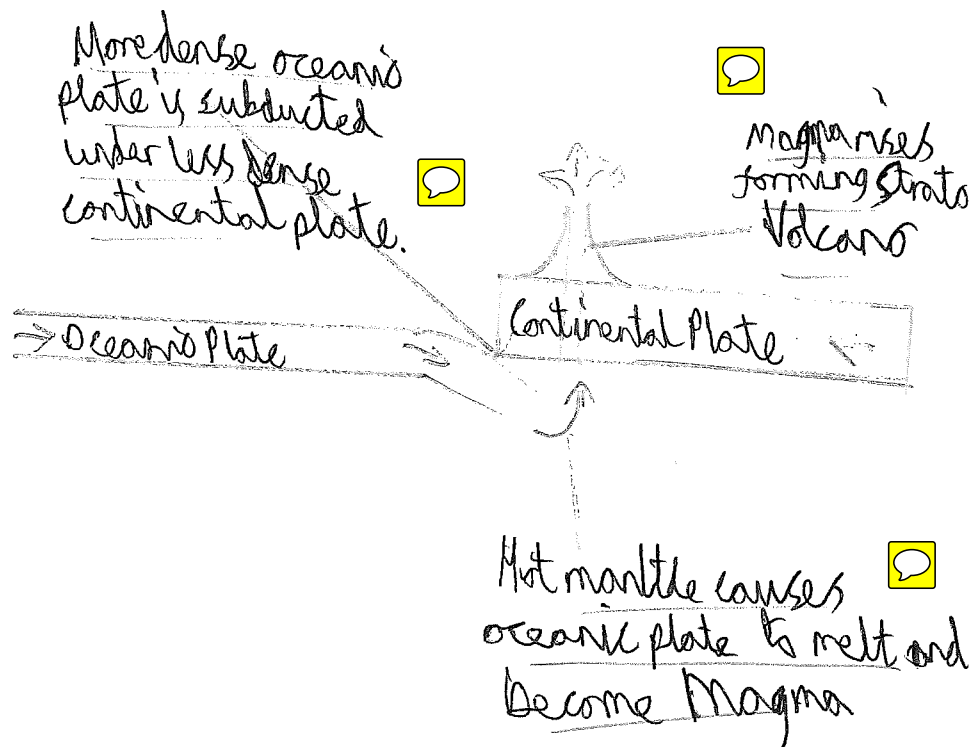 More dense oceanic
plate is subducted
under less dense
continental plate.
Magma rises
forming strato
Volcano
Oceanic Plate
Continental Plate
Hot mantle causes
oceanic plate to melt and
become Magma